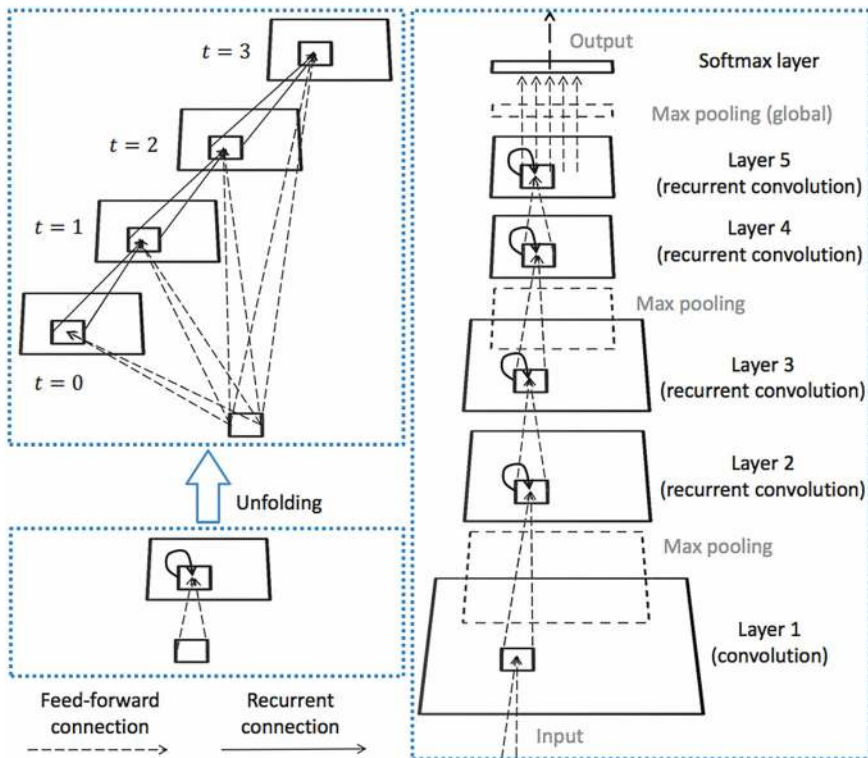 t = 3
t = 2
t = 1
t = 0
Unfolding
Feed-forward
connection
Recurrent
connection
Output
Softmax layer
Max pooling (global)
Layer 5
(recurrent convolution)
Layer 4
(recurrent convolution)
Max pooling
Layer 3
(recurrent convolution)
Layer 2
(recurrent convolution)
Max pooling
Layer 1
(convolution)
Input